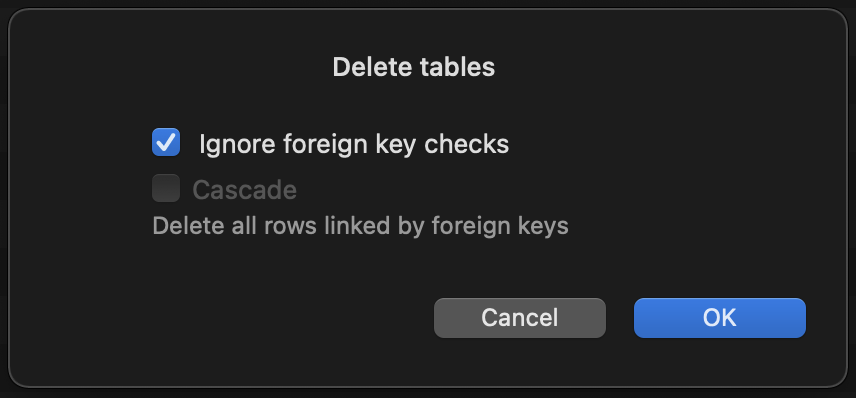 Delete tables
Ignore foreign key checks
Cascade
Delete all rows linked by foreign keys
Cancel OK